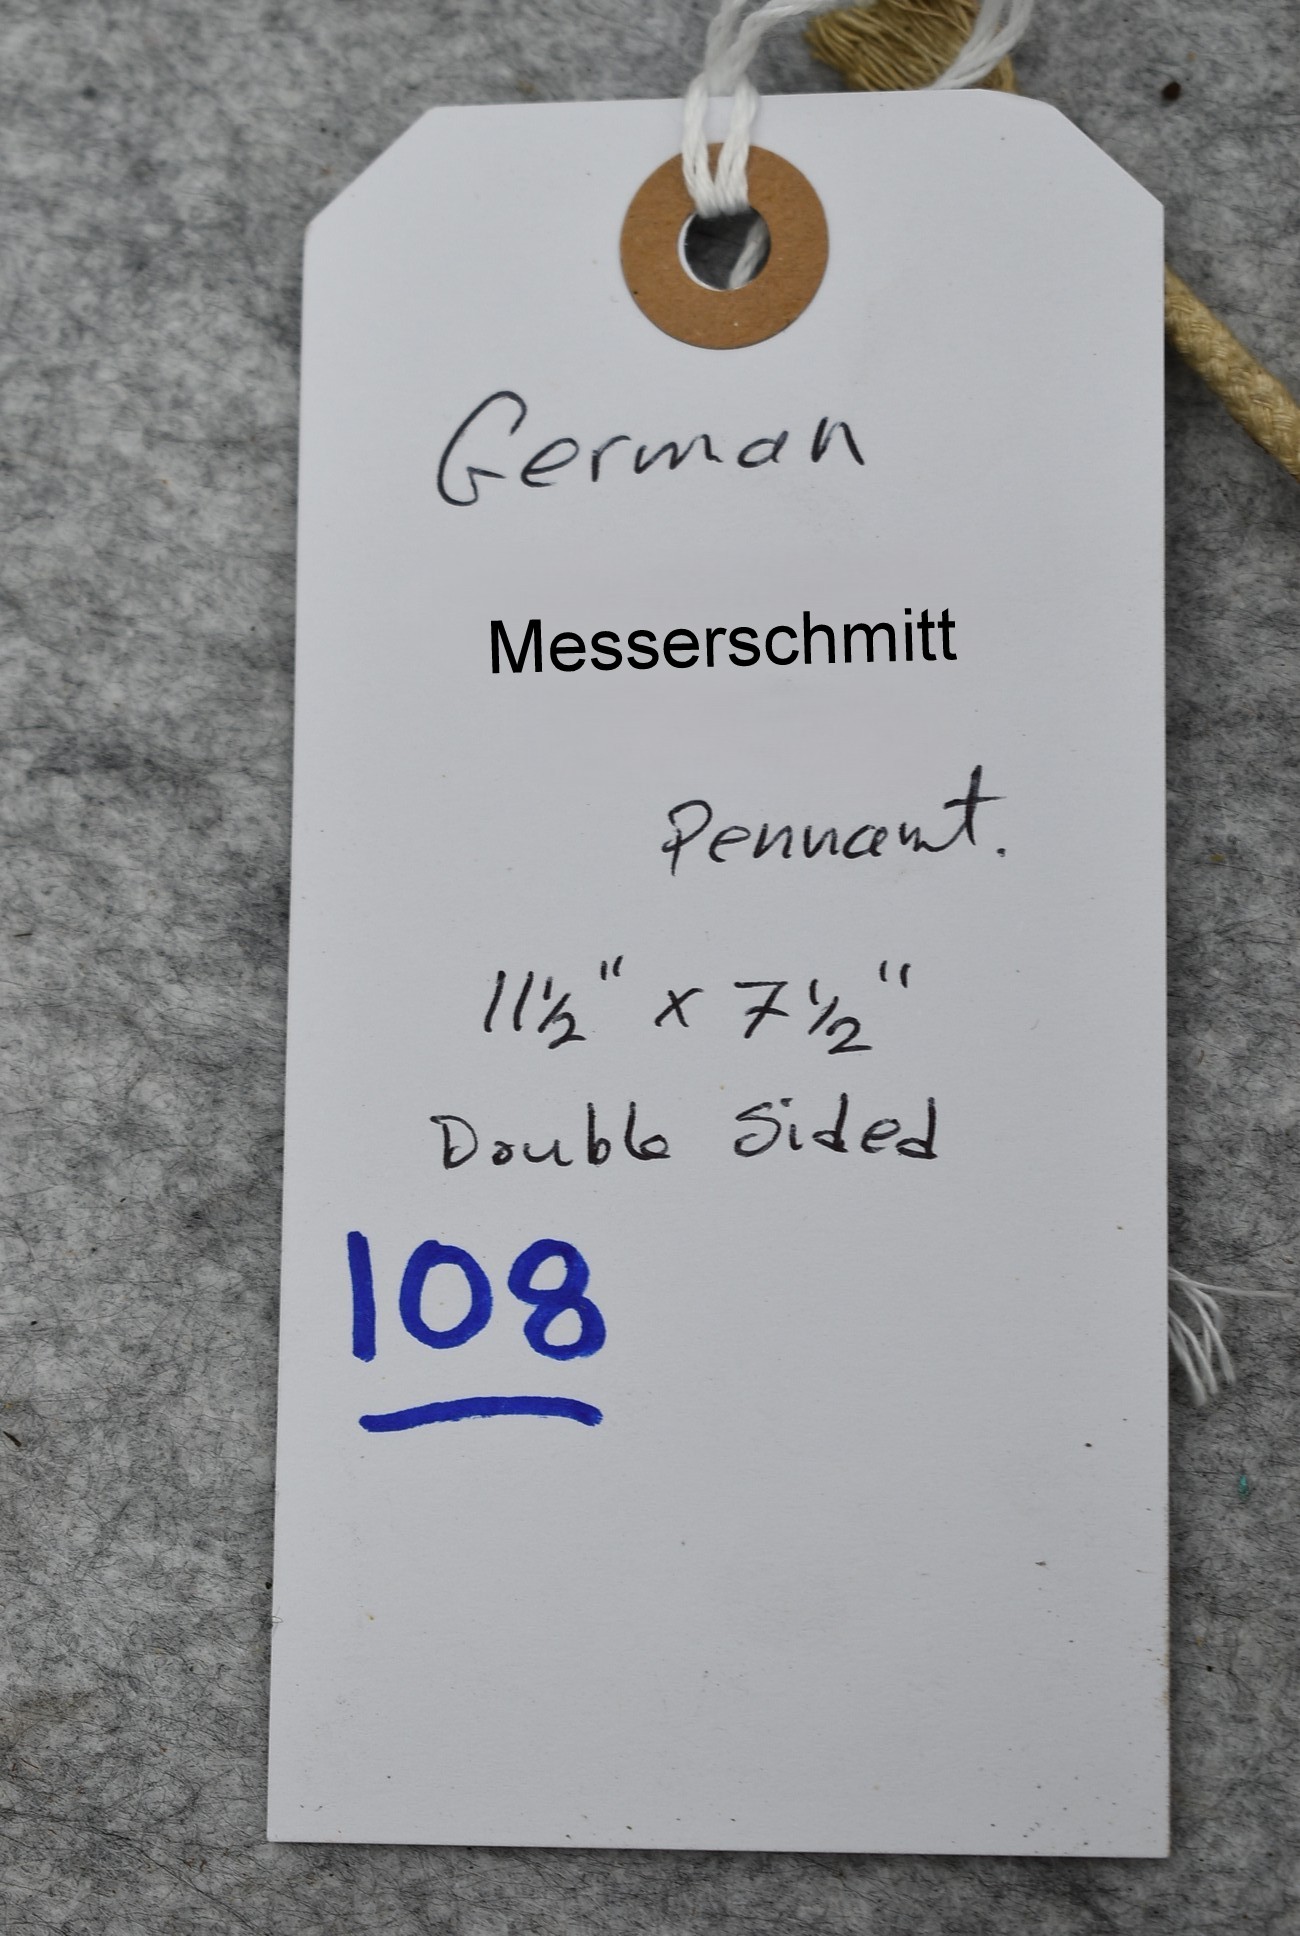 German
Messerschmitt
Pennant.
11½" x 7½"
Double Sided
108